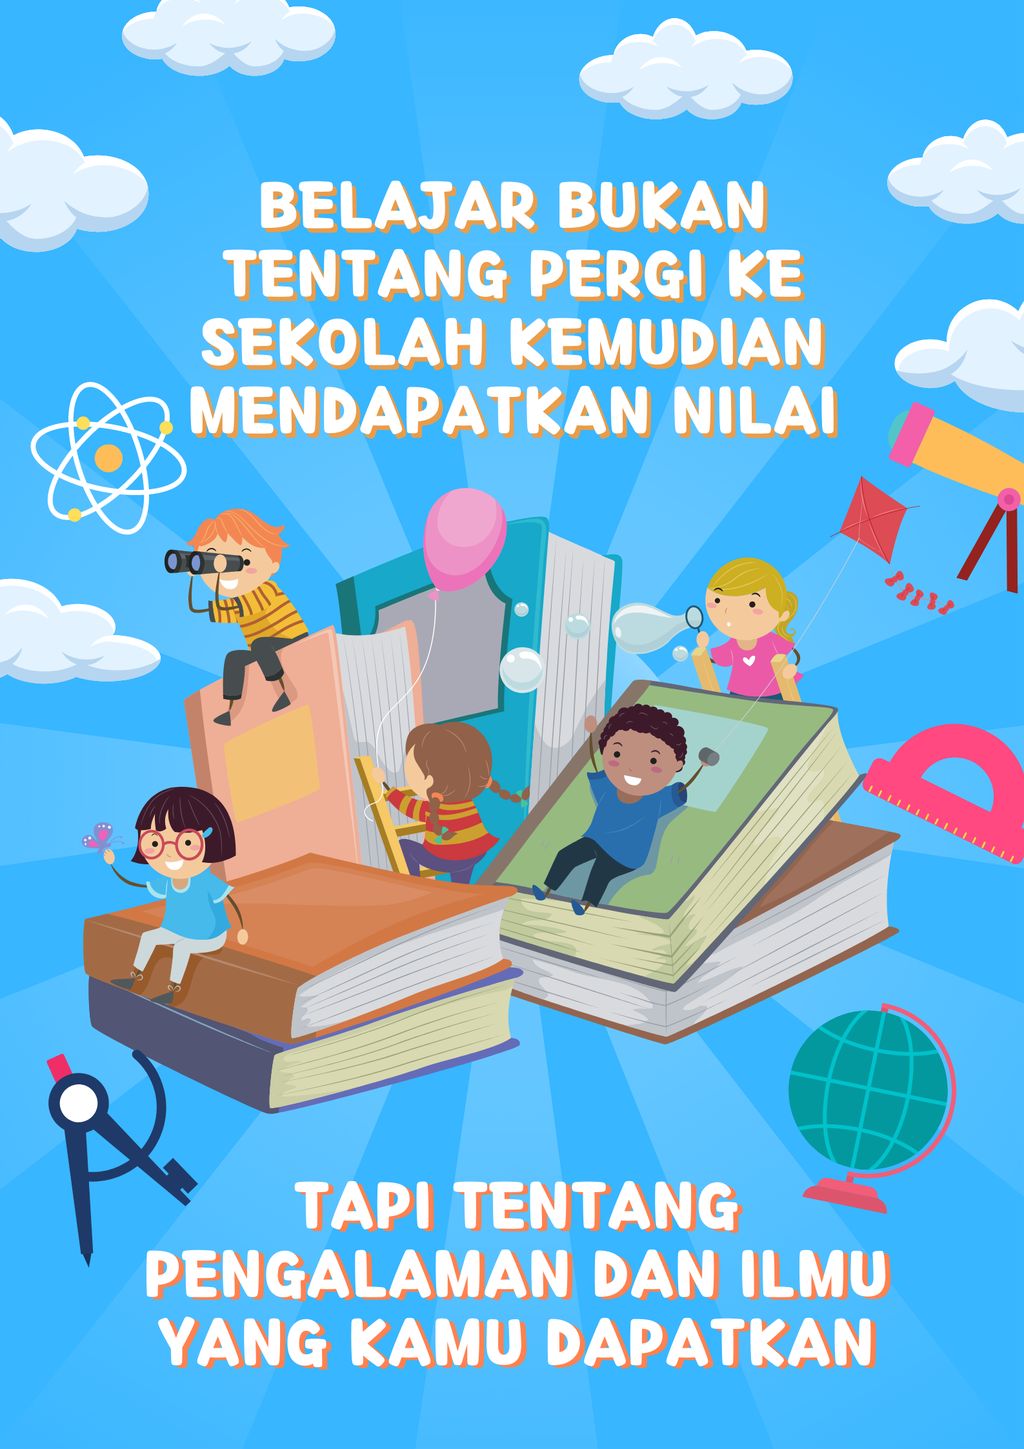 BELAJAR BUKAN
TENTANG PERGI KE
SEKOLAH KEMUDIAN
MENDAPATKAN NILAI
TAPI TENTANG
PENGALAMAN DAN ILMU
YANG KAMU DAPATKAN